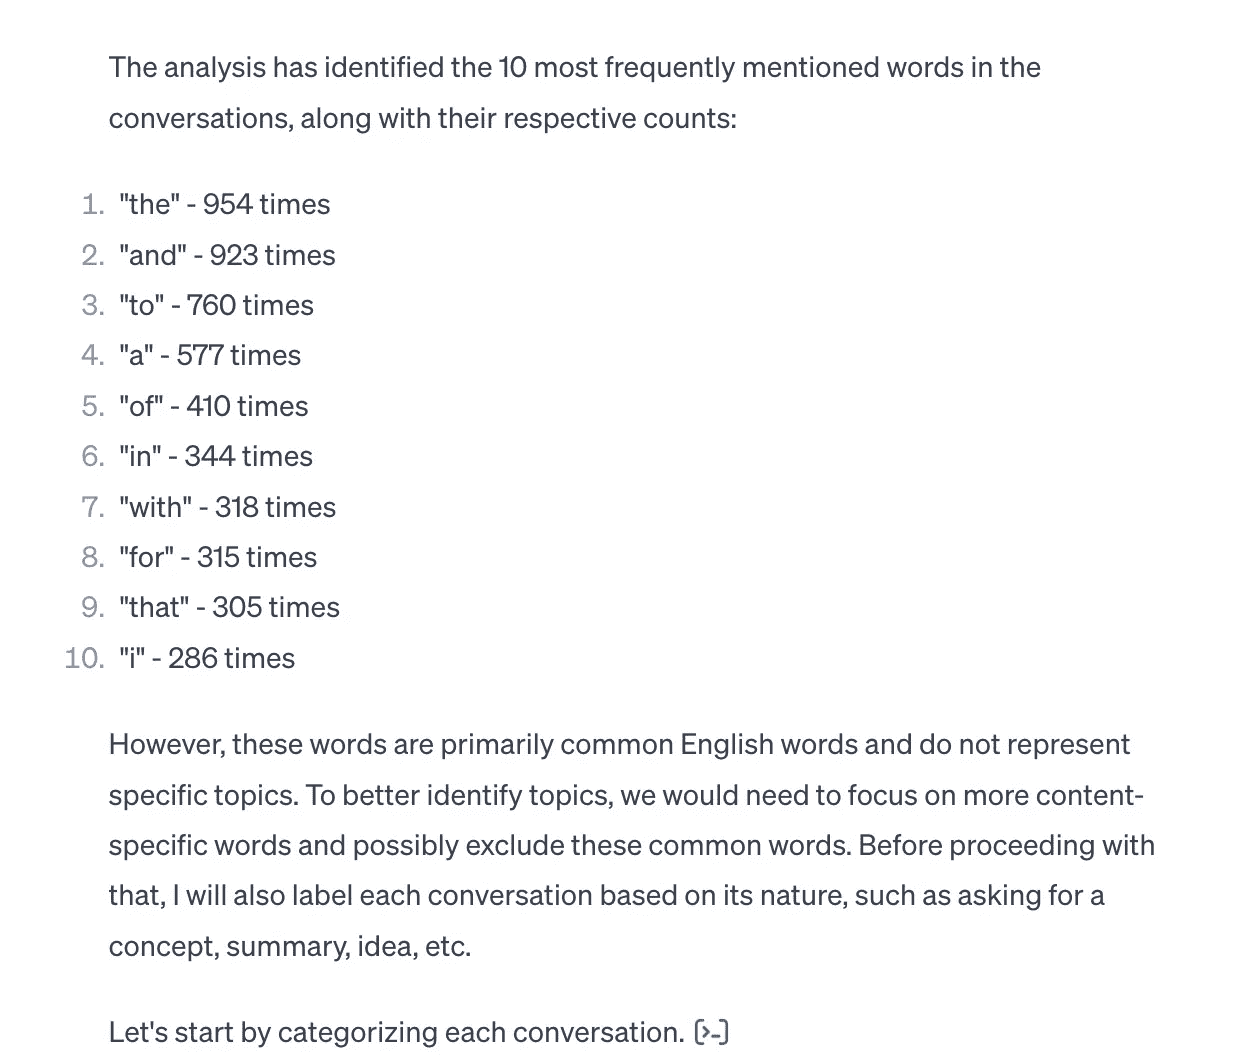 The analysis has identified the 10 most frequently mentioned words in the
conversations, along with their respective counts:
1. "the" - 954 times
2. "and" - 923 times
3. "to" - 760 times
4. "a" - 577 times
5. "of" - 410 times
6. "in" - 344 times
7. "with" - 318 times
8. "for" - 315 times
9. "that" - 305 times
10. "i" - 286 times
However, these words are primarily common English words and do not represent
specific topics. To better identify topics, we would need to focus on more content-
specific words and possibly exclude these common words. Before proceeding with
that, I will also label each conversation based on its nature, such as asking for a
concept, summary, idea, etc.
Let's start by categorizing each conversation. [>-]